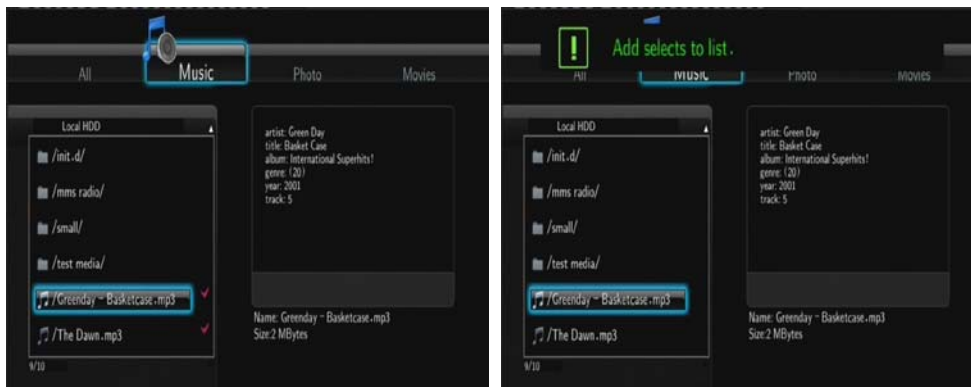 All Music Photo Movies
Local HDD
/init.d/
/mms radio/
/small/
/test media/
/Greenday - Basketcase.mp3
/The Dawn.mp3
9/10
artist: Green Day
title: Basket Case
album: International Superhits!
genre: (20)
year: 2001
track: 5
Name: Greenday - Basketcase.mp3
Size:2 MBytes
Add selects to list.
All Music Photo Movies
Local HDD
/init.d/
/mms radio/
/small/
/test media/
/Greenday - Basketcase.mp3
/The Dawn.mp3
9/10
artist: Green Day
title: Basket Case
album: International Superhits!
genre: (20)
year: 2001
track: 5
Name: Greenday - Basketcase.mp3
Size:2 MBytes